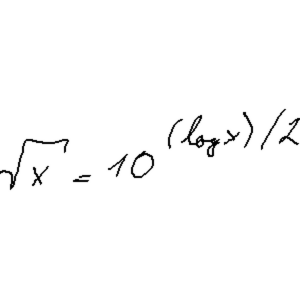 √x = 10^(log x)/2